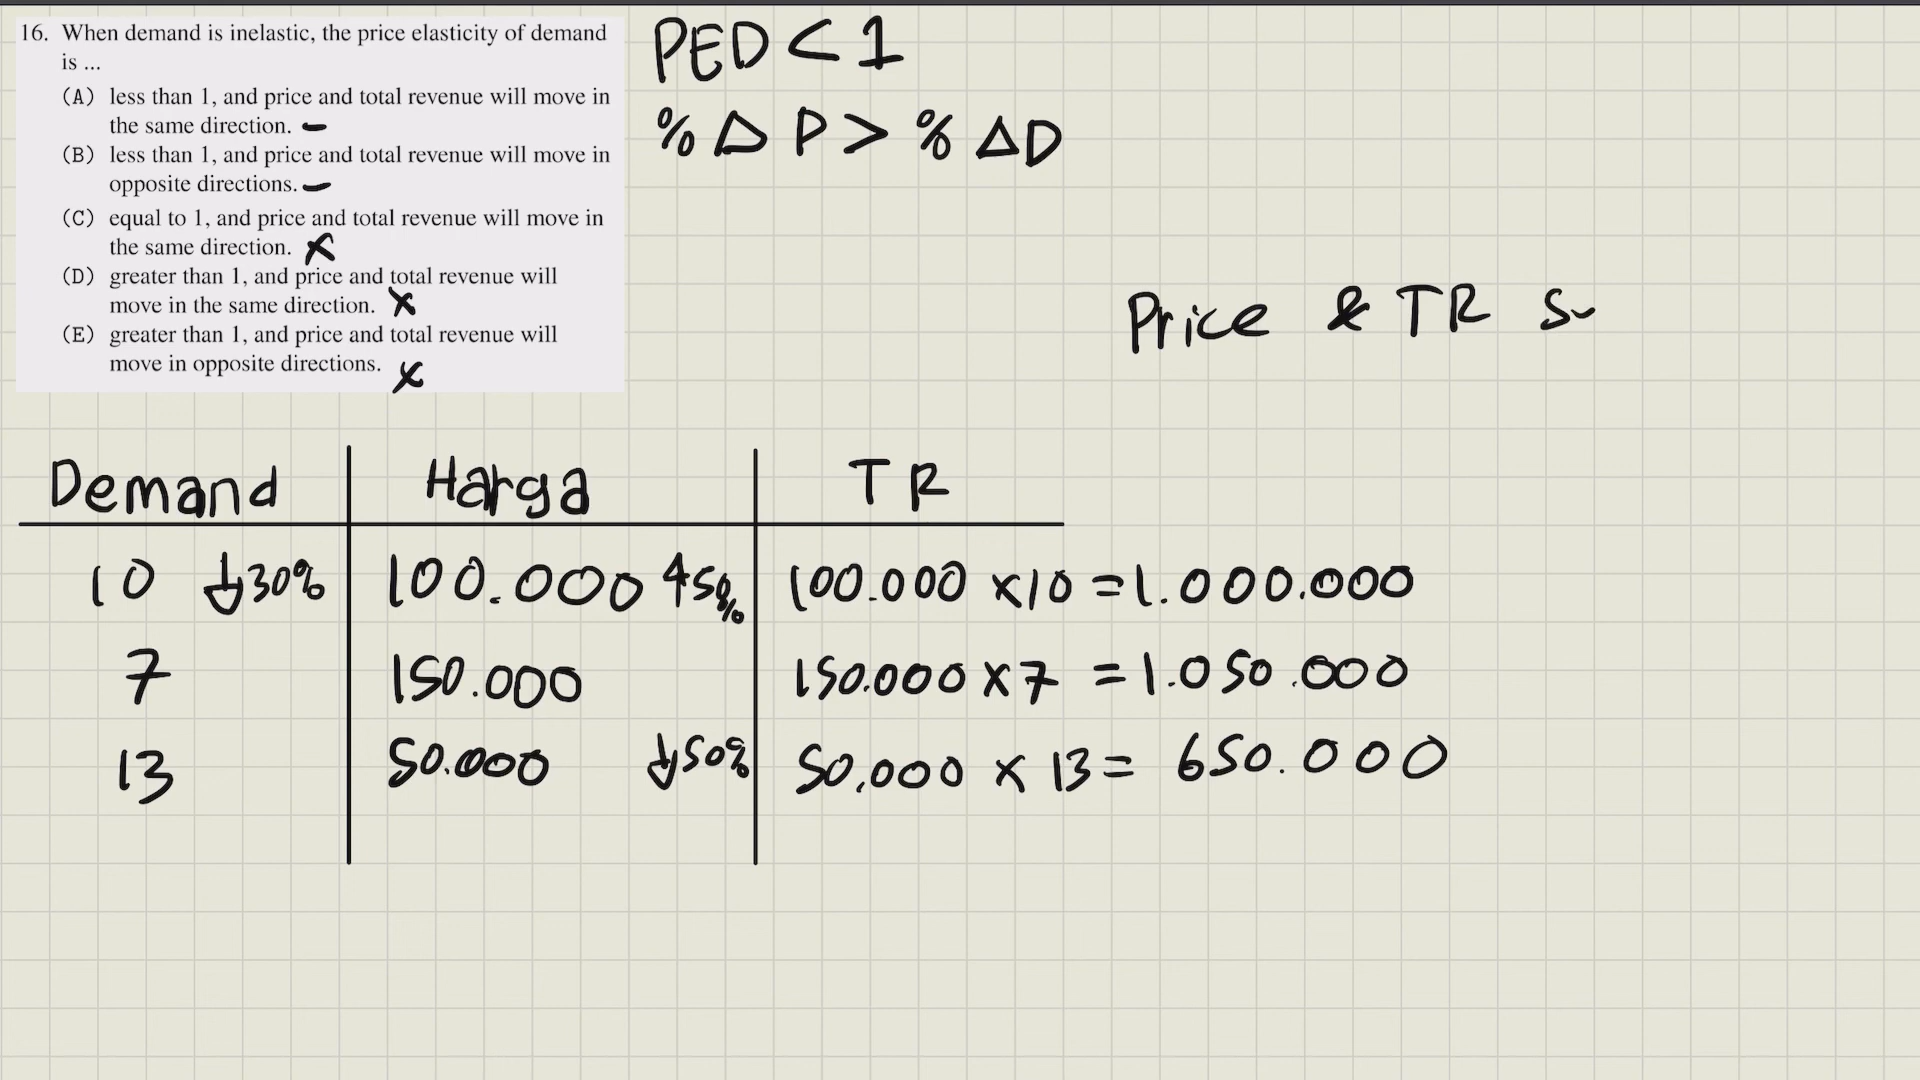 16. When demand is inelastic, the price elasticity of demand
is ...
(A) less than 1, and price and total revenue will move in
the same direction. –
(B) less than 1, and price and total revenue will move in
opposite directions. –
(C) equal to 1, and price and total revenue will move in
the same direction. x
(D) greater than 1, and price and total revenue will
move in the same direction. x
(E) greater than 1, and price and total revenue will
move in opposite directions. x
PED < 1
% Δ P > % ΔD
Price & TR
Demand Harga TR
10 ↓30% 100.000 ↑50% 100.000 x10 = 1.000.000
7 150.000 150.000 x 7 = 1.050.000
13 50.000 ↓50% 50.000 x 13 = 650.000